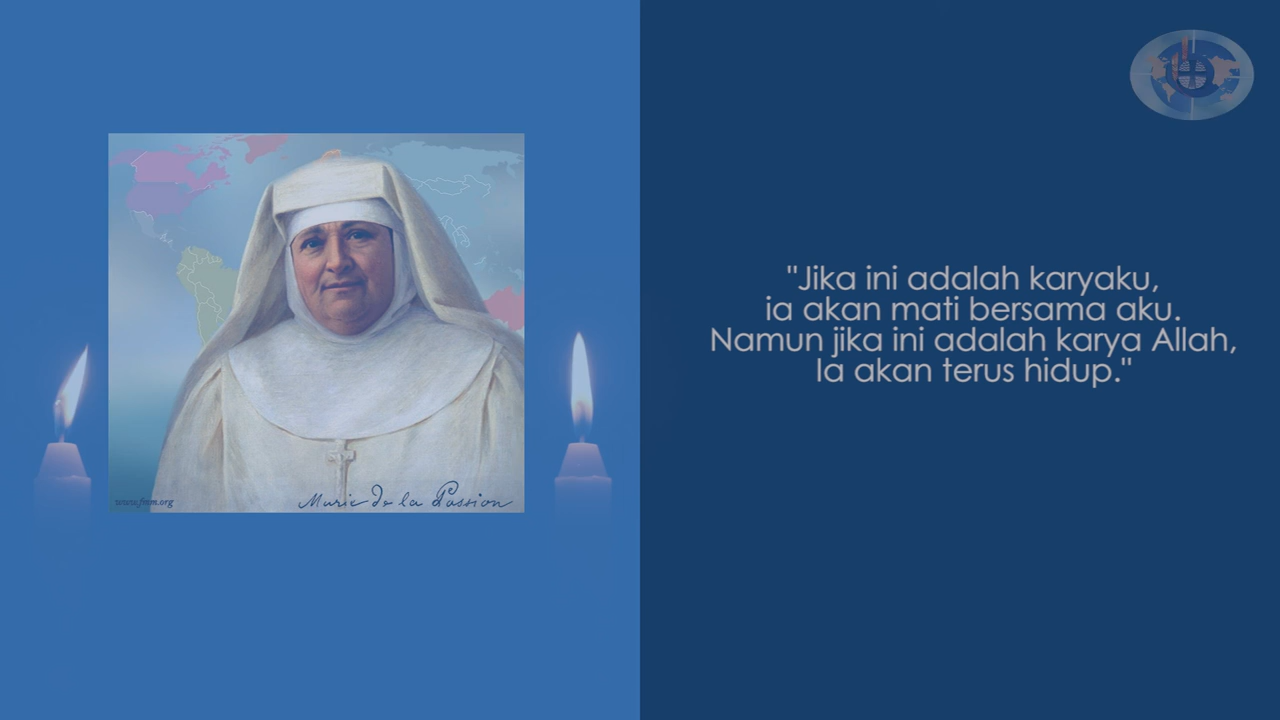 www.fmm.org
Marie de la Passion
"Jika ini adalah karyaku,
ia akan mati bersama aku.
Namun jika ini adalah karya Allah,
Ia akan terus hidup."